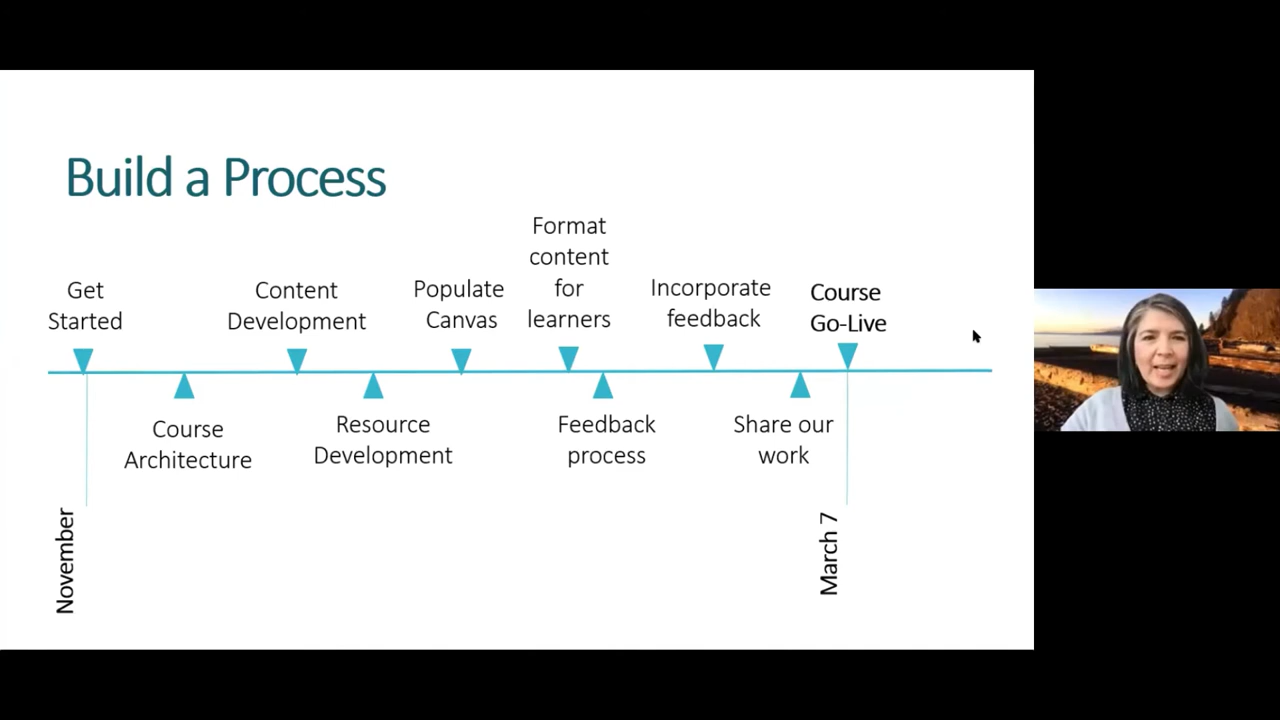 Build a Process
Get
Started
Content
Development
Populate
Canvas
Format
content
for
learners
Incorporate
feedback
Course
Go-Live
Course
Architecture
Resource
Development
Feedback
process
Share our
work
November
March 7